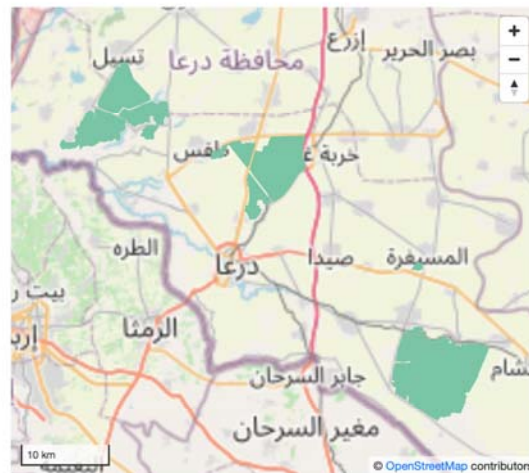 إزرع
تسيل
محافظة درعا
بصر الحرير
خربة غ
الطره
درعا
صيدا
المسيفرة
الرمثا
جابر السرحان
مغير السرحان
+
−
10 km
© OpenStreetMap contributor